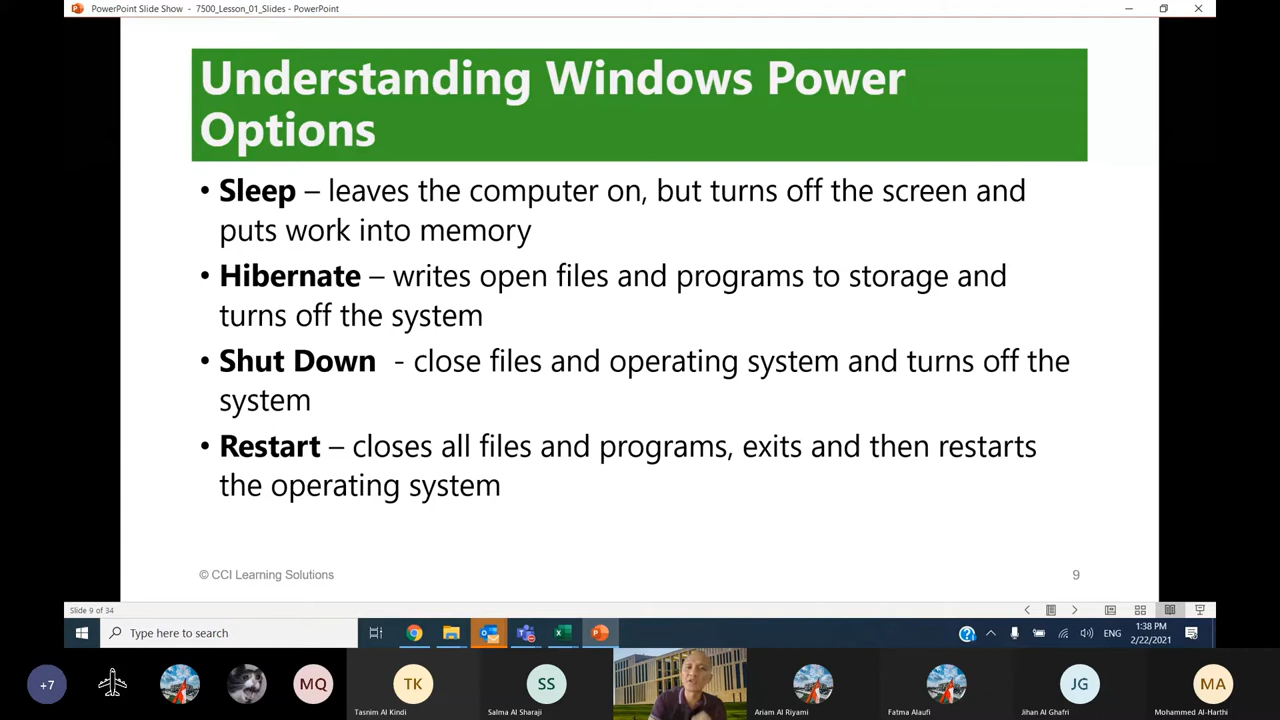 PowerPoint Slide Show - 7500_Lesson_01_Slides - PowerPoint
Understanding Windows Power
Options
• Sleep – leaves the computer on, but turns off the screen and
puts work into memory
• Hibernate – writes open files and programs to storage and
turns off the system
• Shut Down - close files and operating system and turns off the
system
• Restart – closes all files and programs, exits and then restarts
the operating system
© CCI Learning Solutions
9
Slide 9 of 34
Type here to search
ENG
1:38 PM
2/22/2021
+7
MQ
TK
SS
JG
MA
Tasnim Al Kindi
Salma Al Sharaji
Ariam Al Riyami
Fatma Alaufi
Jihan Al Ghafri
Mohammed Al-Harthi